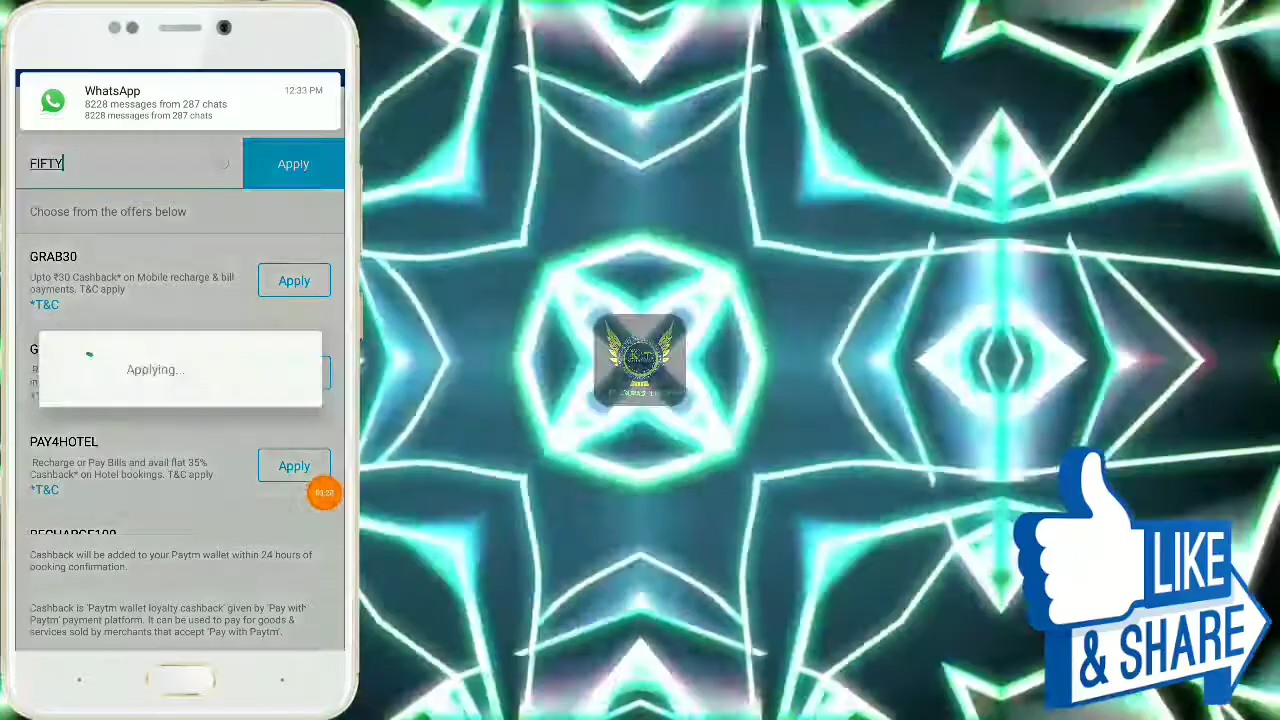 WhatsApp
12:33 PM
8228 messages from 287 chats
8228 messages from 287 chats
FIFTY
Apply
Choose from the offers below
GRAB30
Upto ₹30 Cashback* on Mobile recharge & bill
payments. T&C apply
*T&C
Apply
G
Applying...
PAY4HOTEL
Recharge or Pay Bills and avail flat 35%
Cashback* on Hotel bookings. T&C apply
*T&C
Apply
RECHARGE100
Cashback will be added to your Paytm wallet within 24 hours of
booking confirmation.
Cashback is 'Paytm wallet loyalty cashback' given by 'Pay with
Paytm' payment platform. It can be used to pay for goods &
services sold by merchants that accept 'Pay with Paytm'.
LIKE
& SHARE